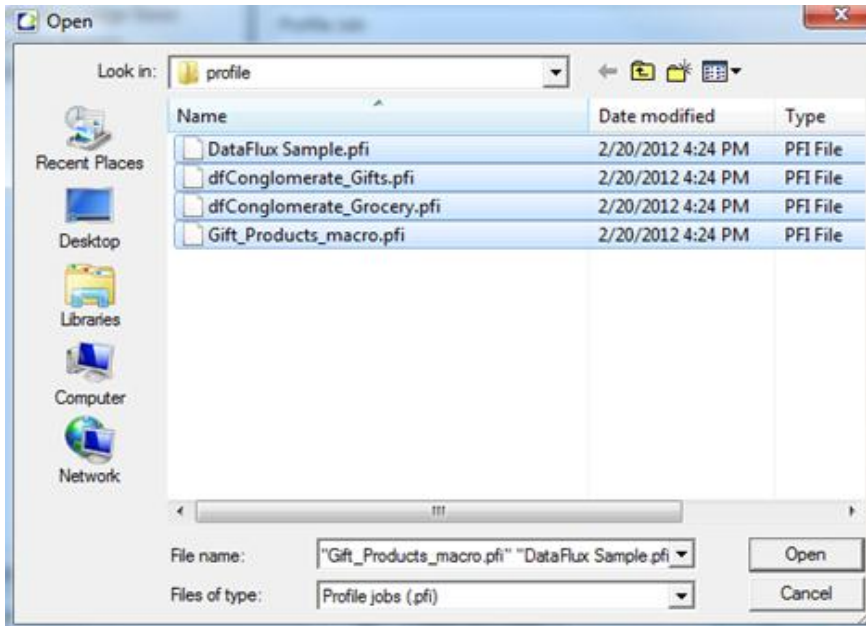 Open
Look in: profile
Name Date modified Type
DataFlux Sample.pfi 2/20/2012 4:24 PM PFI File
dfConglomerate_Gifts.pfi 2/20/2012 4:24 PM PFI File
dfConglomerate_Grocery.pfi 2/20/2012 4:24 PM PFI File
Gift_Products_macro.pfi 2/20/2012 4:24 PM PFI File
Recent Places
Desktop
Libraries
Computer
Network
File name: "Gift_Products_macro.pfi" "DataFlux Sample.pfi
Open
Files of type: Profile jobs (.pfi)
Cancel